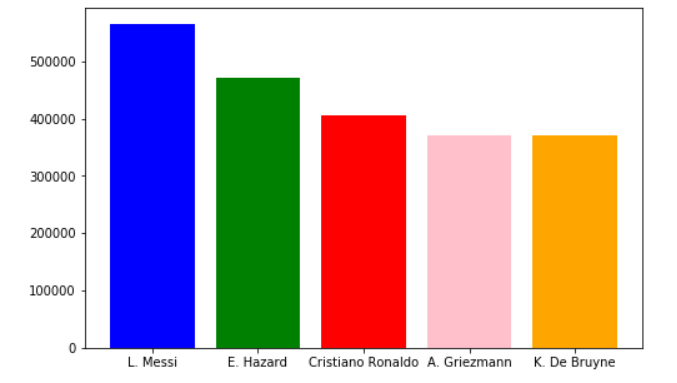 500000
400000
300000
200000
100000
0
L. Messi
E. Hazard
Cristiano Ronaldo
A. Griezmann
K. De Bruyne